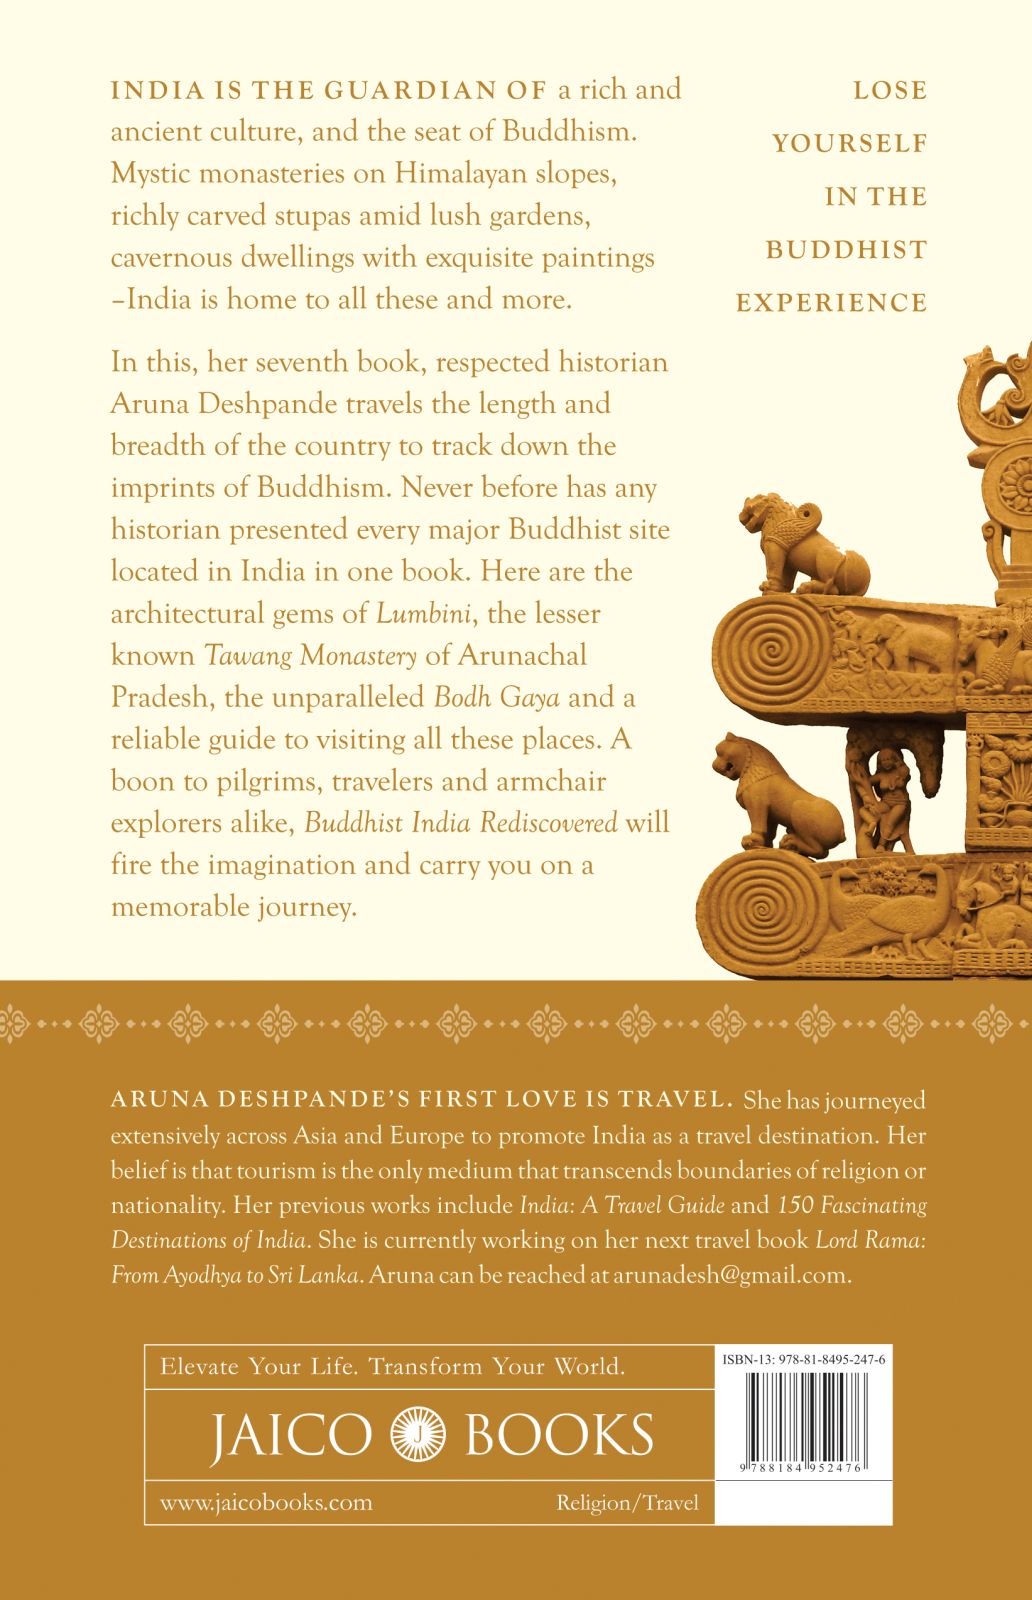 INDIA IS THE GUARDIAN OF a rich and
ancient culture, and the seat of Buddhism.
Mystic monasteries on Himalayan slopes,
richly carved stupas amid lush gardens,
cavernous dwellings with exquisite paintings
–India is home to all these and more.
In this, her seventh book, respected historian
Aruna Deshpande travels the length and
breadth of the country to track down the
imprints of Buddhism. Never before has any
historian presented every major Buddhist site
located in India in one book. Here are the
architectural gems of Lumbini, the lesser
known Tawang Monastery of Arunachal
Pradesh, the unparalleled Bodh Gaya and a
reliable guide to visiting all these places. A
boon to pilgrims, travelers and armchair
explorers alike, Buddhist India Rediscovered will
fire the imagination and carry you on a
memorable journey.
LOSE
YOURSELF
IN THE
BUDDHIST
EXPERIENCE
ARUNA DESHPANDE'S FIRST LOVE IS TRAVEL. She has journeyed
extensively across Asia and Europe to promote India as a travel destination. Her
belief is that tourism is the only medium that transcends boundaries of religion or
nationality. Her previous works include India: A Travel Guide and 150 Fascinating
Destinations of India. She is currently working on her next travel book Lord Rama:
From Ayodhya to Sri Lanka. Aruna can be reached at arunadesh@gmail.com.
Elevate Your Life. Transform Your World.
JAICO J BOOKS
www.jaicobooks.com Religion/Travel
ISBN-13: 978-81-8495-247-6
9 788184 952476